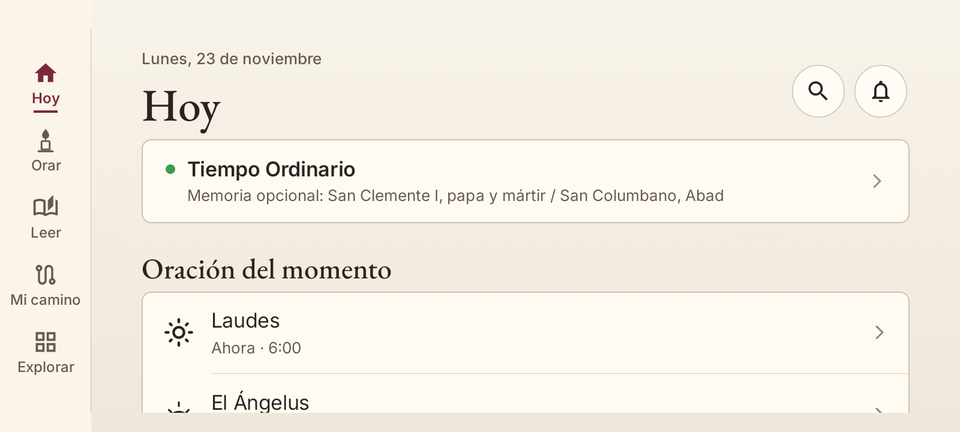 Lunes, 23 de noviembre
Hoy
Hoy
Orar
Leer
Mi camino
Explorar
Tiempo Ordinario
Memoria opcional: San Clemente I, papa y mártir / San Columbano, Abad
Oración del momento
Laudes
Ahora · 6:00
El Ángelus